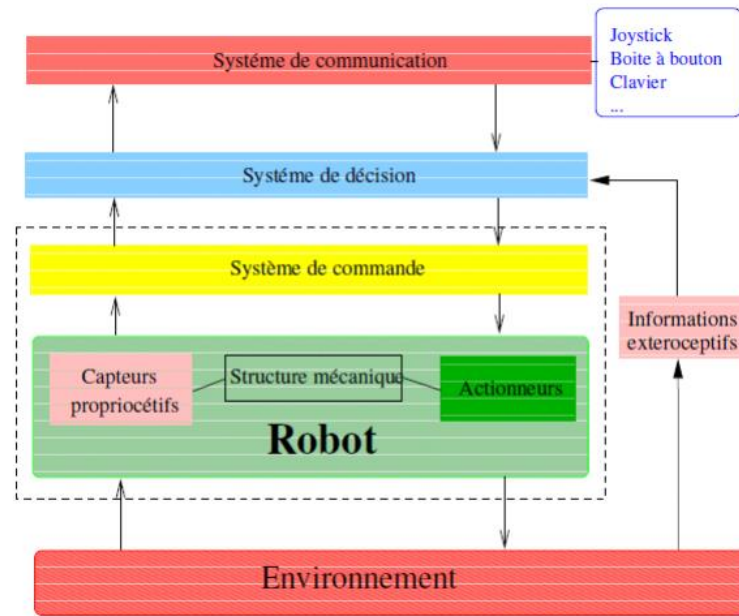 Systéme de communication
Joystick
Boite à bouton
Clavier
...
Systéme de décision
Système de commande
Informations
exteroceptifs
Capteurs
propriocétifs
Structure mécanique
Actionneurs
Robot
Environnement